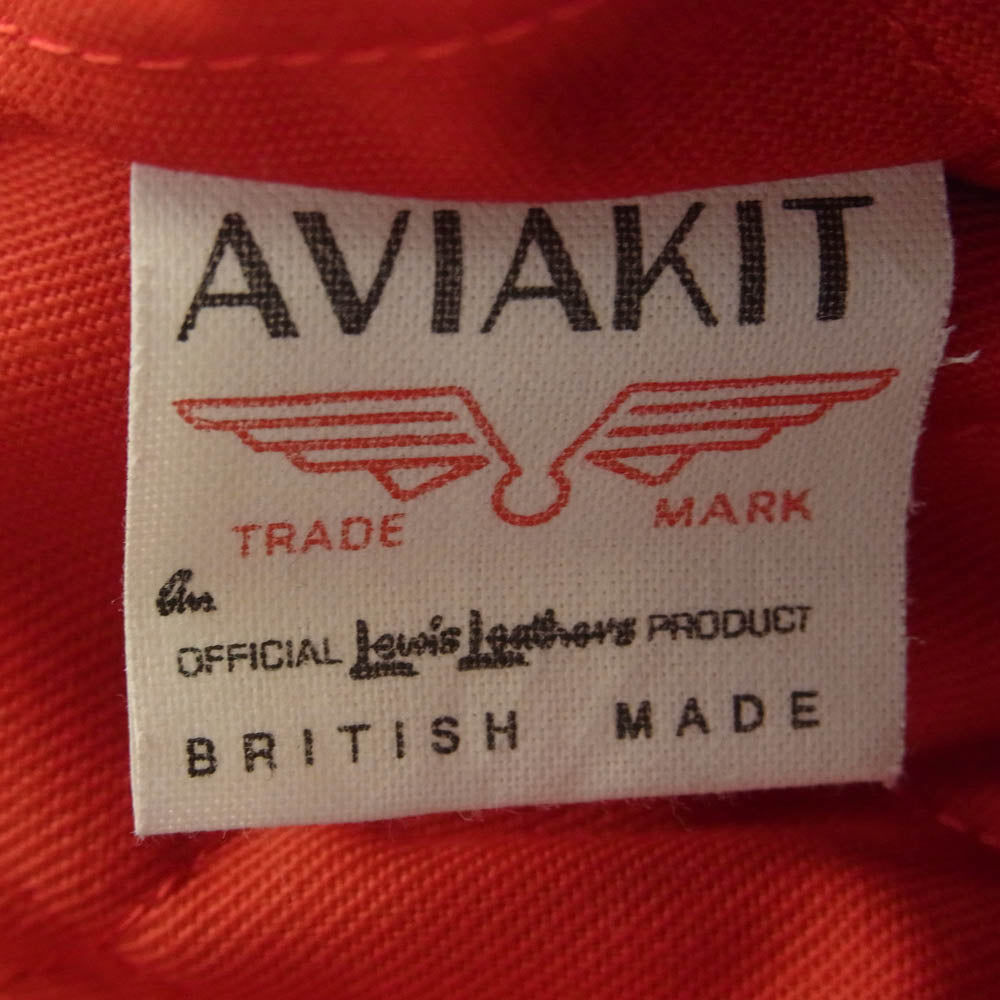 AVIAKIT
TRADE MARK
An
OFFICIAL Lewis Leathers PRODUCT
BRITISH MADE